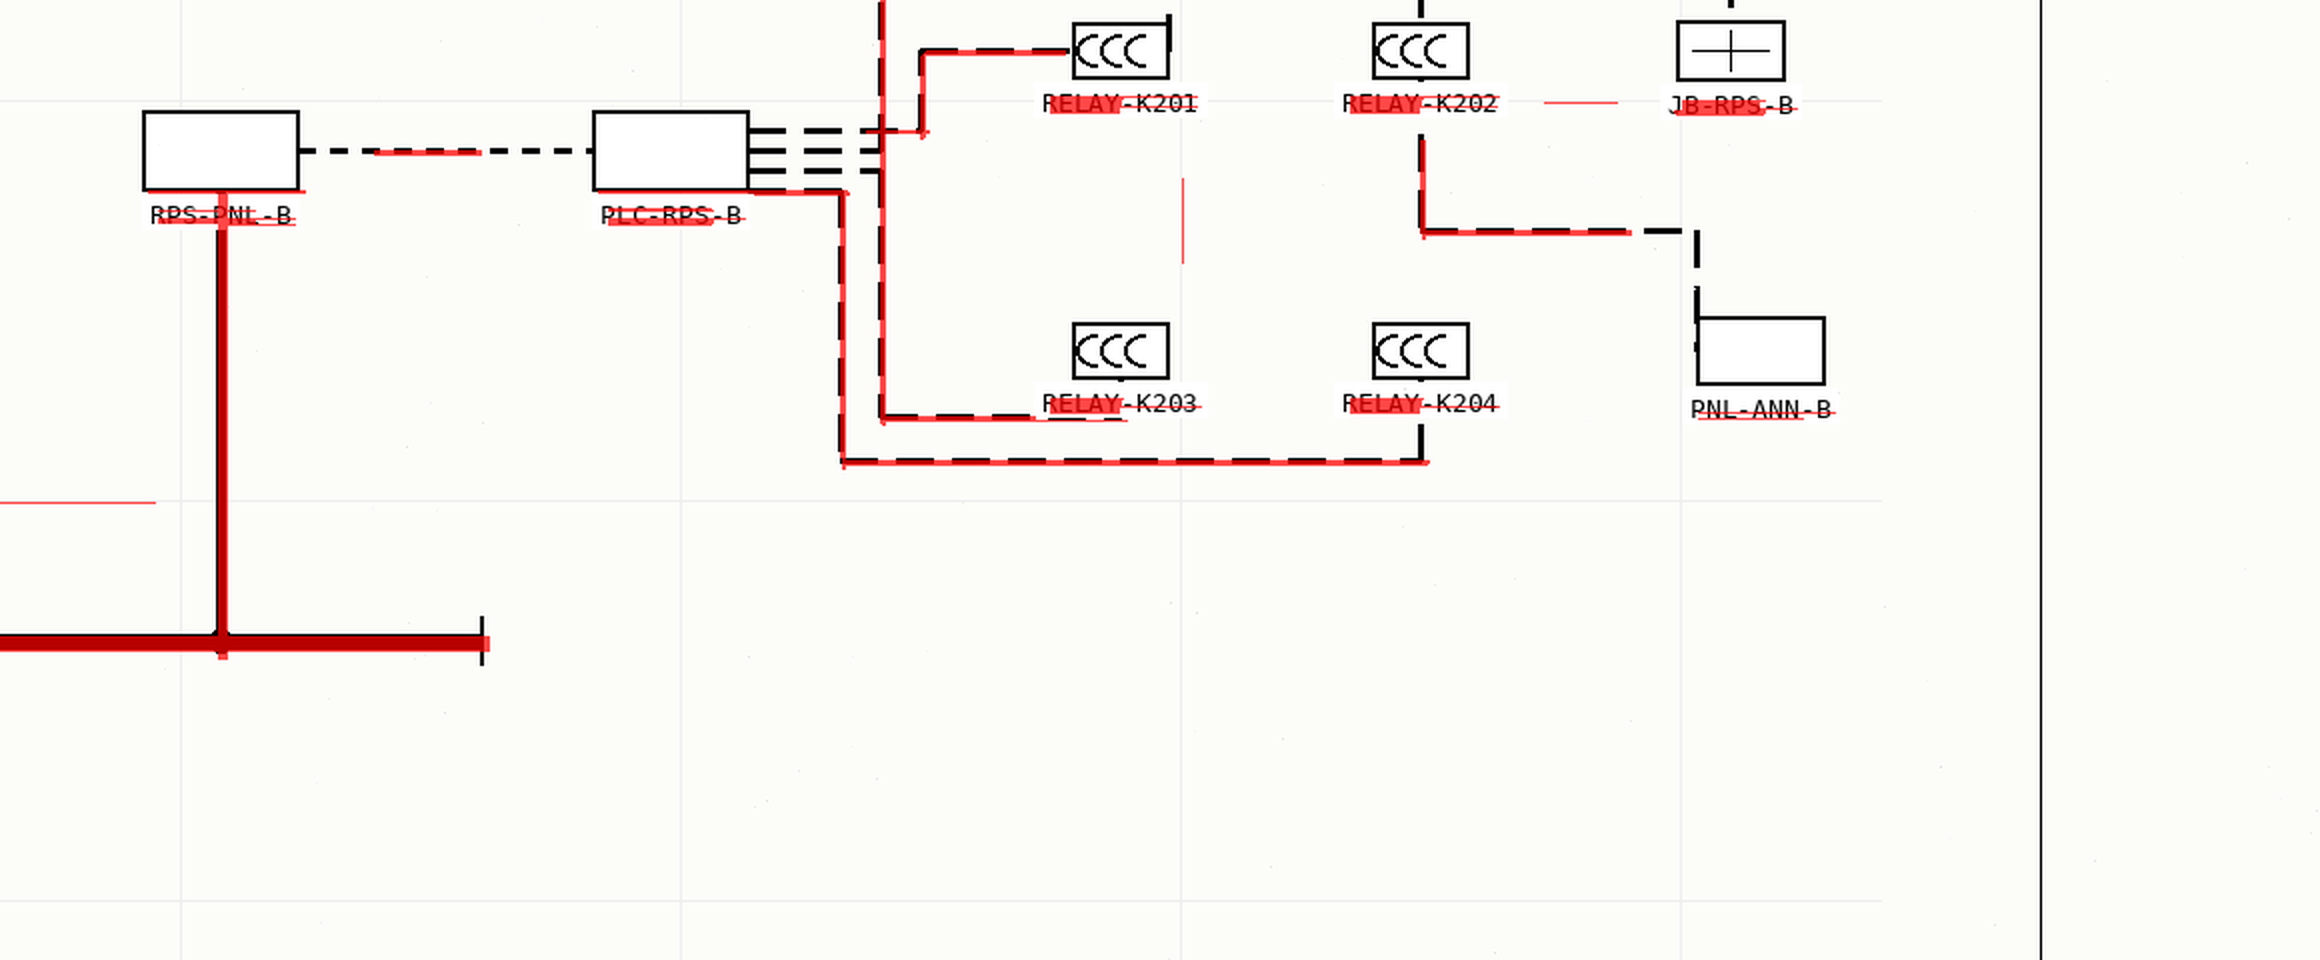 RELAY-K201
RELAY-K202
JB-RPS-B
RPS-PNL-B
PLC-RPS-B
RELAY-K203
RELAY-K204
PNL-ANN-B